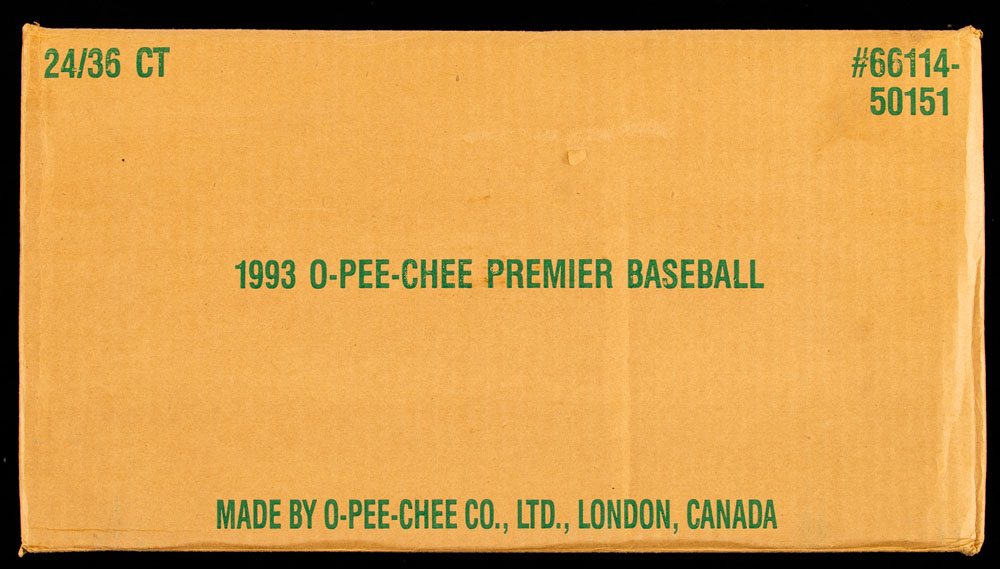 24/36 CT
#66114-
50151
1993 O-PEE-CHEE PREMIER BASEBALL
MADE BY O-PEE-CHEE CO., LTD., LONDON, CANADA